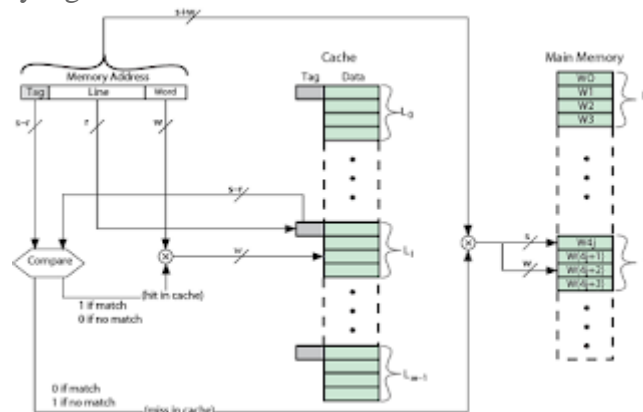 s+w
Cache
Main Memory
Memory Address
Tag Data
Tag Line Word
W0
W1
W2
W3
L0
s-r
r
w
s-r
s
W4j
W(4j+1)
W(4j+2)
W(4j+3)
w
w
Li
Compare
(hit in cache)
1 if match
0 if no match
Lm-1
0 if match
1 if no match
(miss in cache)